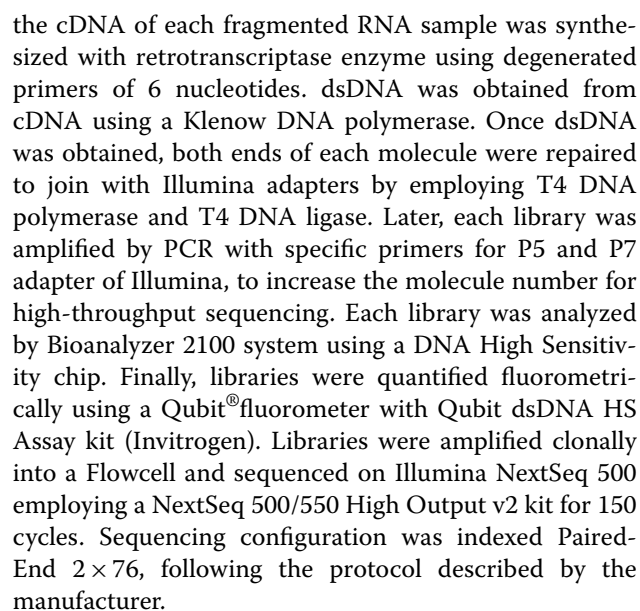 the cDNA of each fragmented RNA sample was synthe-
sized with retrotranscriptase enzyme using degenerated
primers of 6 nucleotides. dsDNA was obtained from
cDNA using a Klenow DNA polymerase. Once dsDNA
was obtained, both ends of each molecule were repaired
to join with Illumina adapters by employing T4 DNA
polymerase and T4 DNA ligase. Later, each library was
amplified by PCR with specific primers for P5 and P7
adapter of Illumina, to increase the molecule number for
high-throughput sequencing. Each library was analyzed
by Bioanalyzer 2100 system using a DNA High Sensitiv-
ity chip. Finally, libraries were quantified fluorometri-
cally using a Qubit®fluorometer with Qubit dsDNA HS
Assay kit (Invitrogen). Libraries were amplified clonally
into a Flowcell and sequenced on Illumina NextSeq 500
employing a NextSeq 500/550 High Output v2 kit for 150
cycles. Sequencing configuration was indexed Paired-
End 2 × 76, following the protocol described by the
manufacturer.